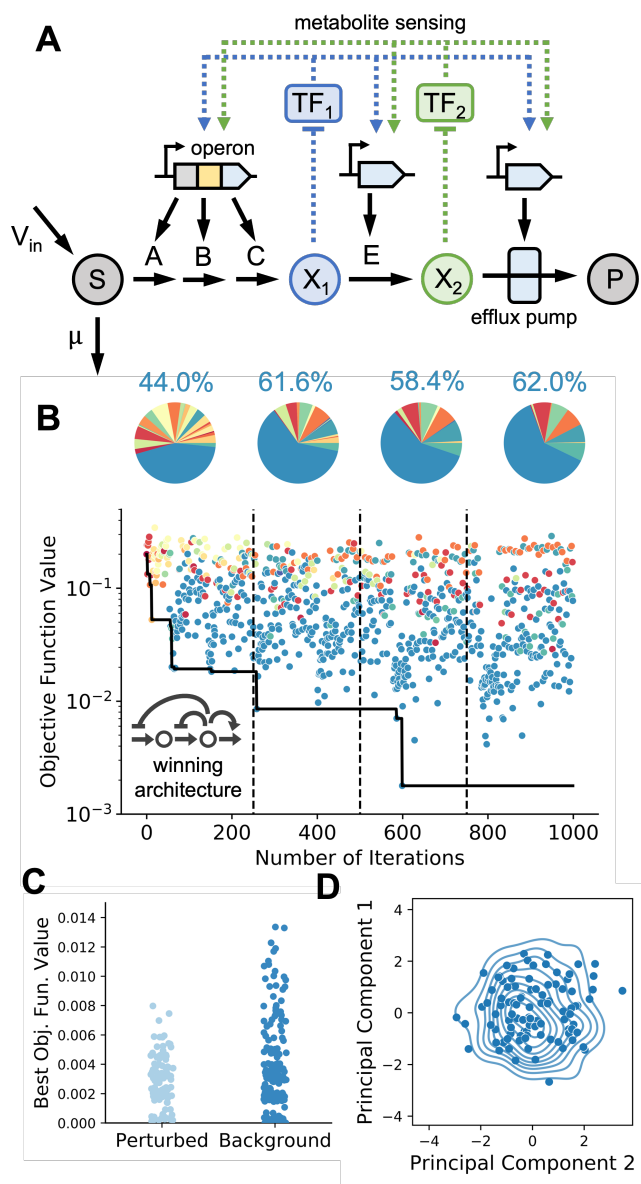 metabolite sensing
A
TF1
TF2
operon
Vin
A
B
C
E
S
X1
X2
P
efflux pump
μ
44.0%
61.6%
58.4%
62.0%
B
Objective Function Value
10⁻¹
10⁻²
10⁻³
winning
architecture
0
200
400
600
800
1000
Number of Iterations
C
Best Obj. Fun. Value
0.014
0.012
0.010
0.008
0.006
0.004
0.002
0.000
Perturbed
Background
D
Principal Component 1
4
2
0
−2
−4
−4
−2
0
2
4
Principal Component 2